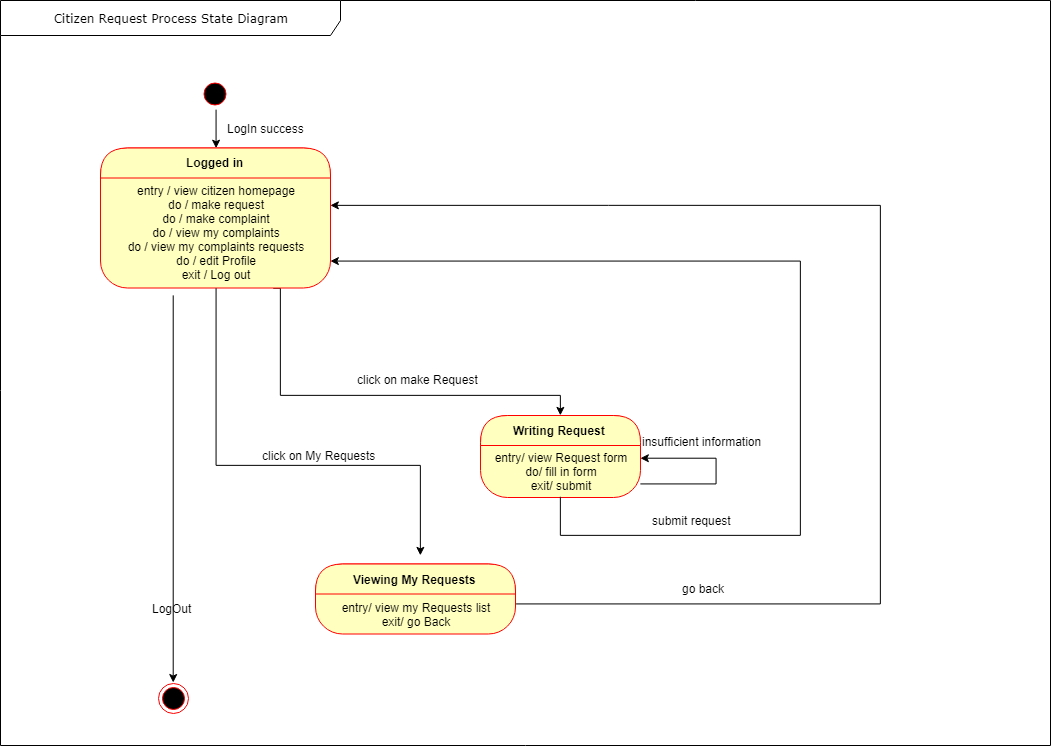 Citizen Request Process State Diagram
LogIn success
Logged in
entry / view citizen homepage
do / make request
do / make complaint
do / view my complaints
do / view my complaints requests
do / edit Profile
exit / Log out
click on make Request
Writing Request
entry/ view Request form
do/ fill in form
exit/ submit
insufficient information
click on My Requests
submit request
Viewing My Requests
entry/ view my Requests list
exit/ go Back
go back
LogOut